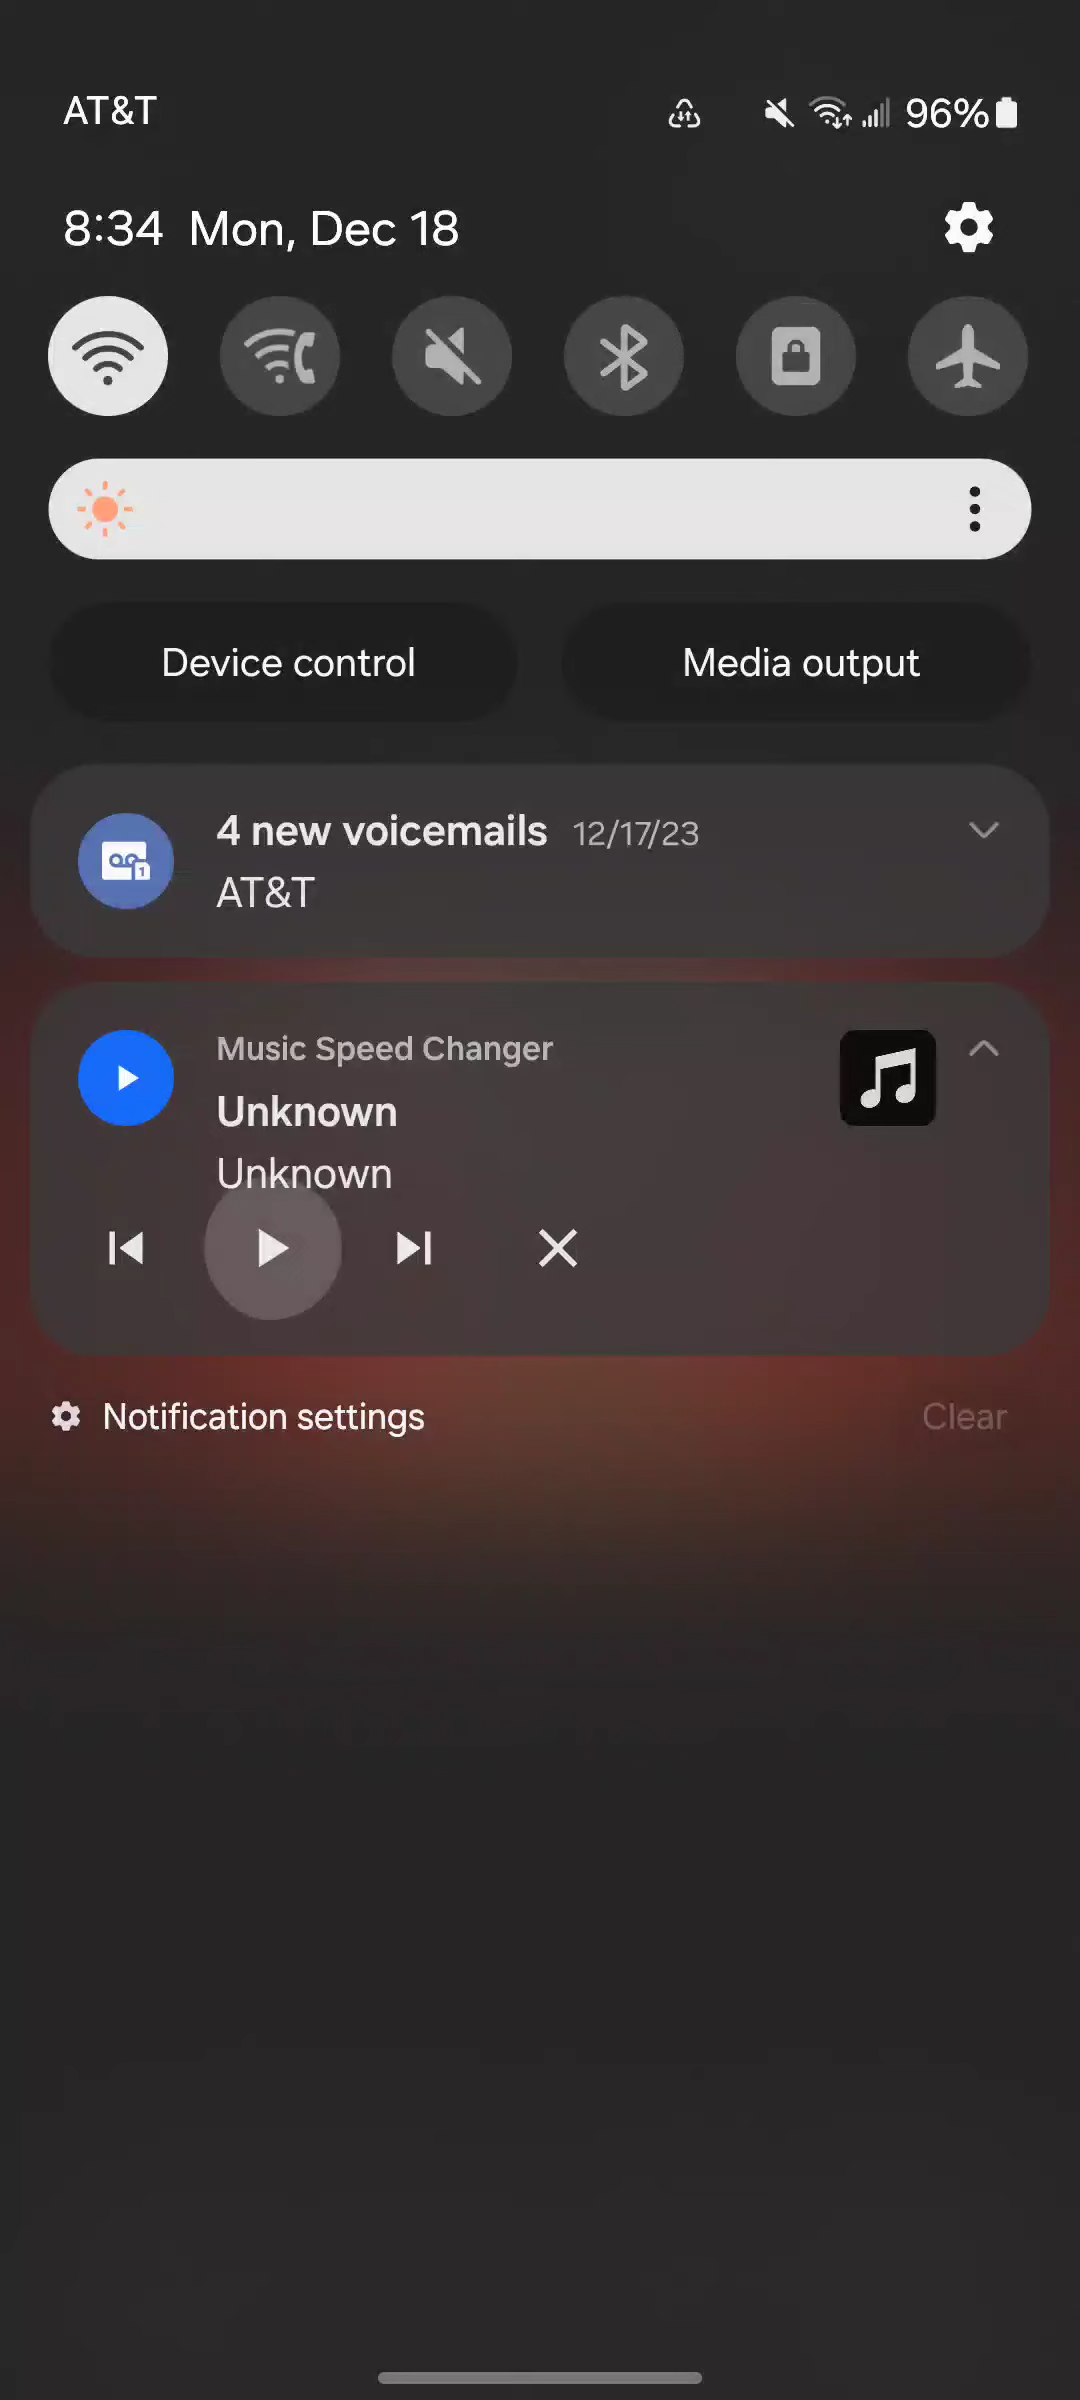 AT&T
96%
8:34 Mon, Dec 18
Device control
Media output
4 new voicemails 12/17/23
1
AT&T
Music Speed Changer
Unknown
Unknown
Notification settings
Clear